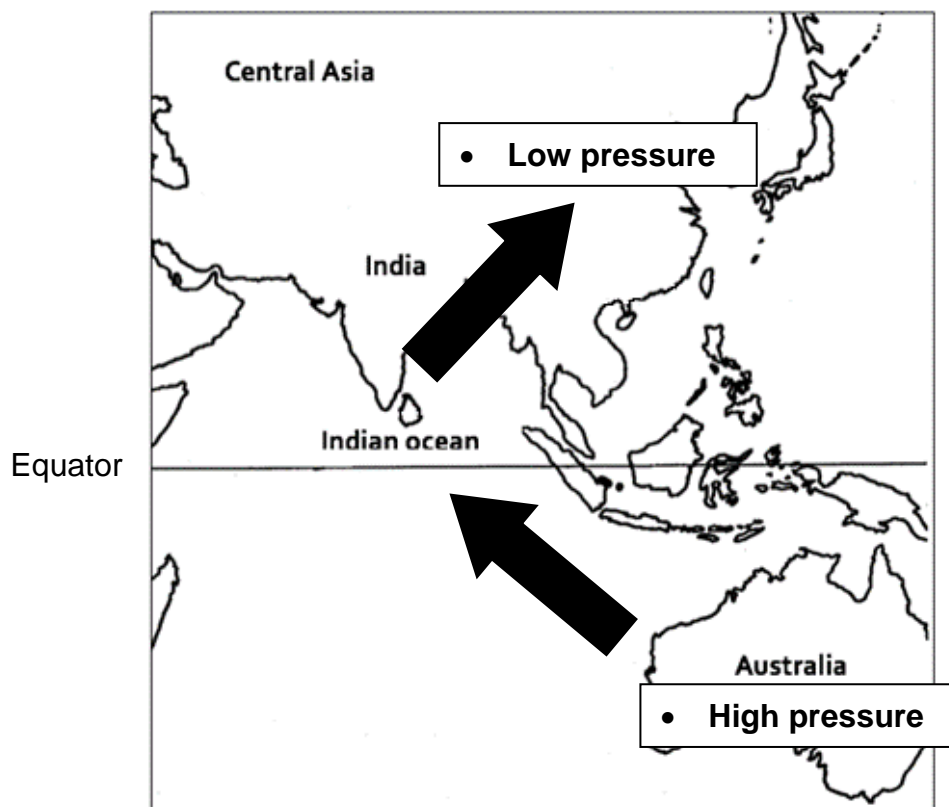 Central Asia
• Low pressure
India
Indian ocean
Equator
Australia
• High pressure